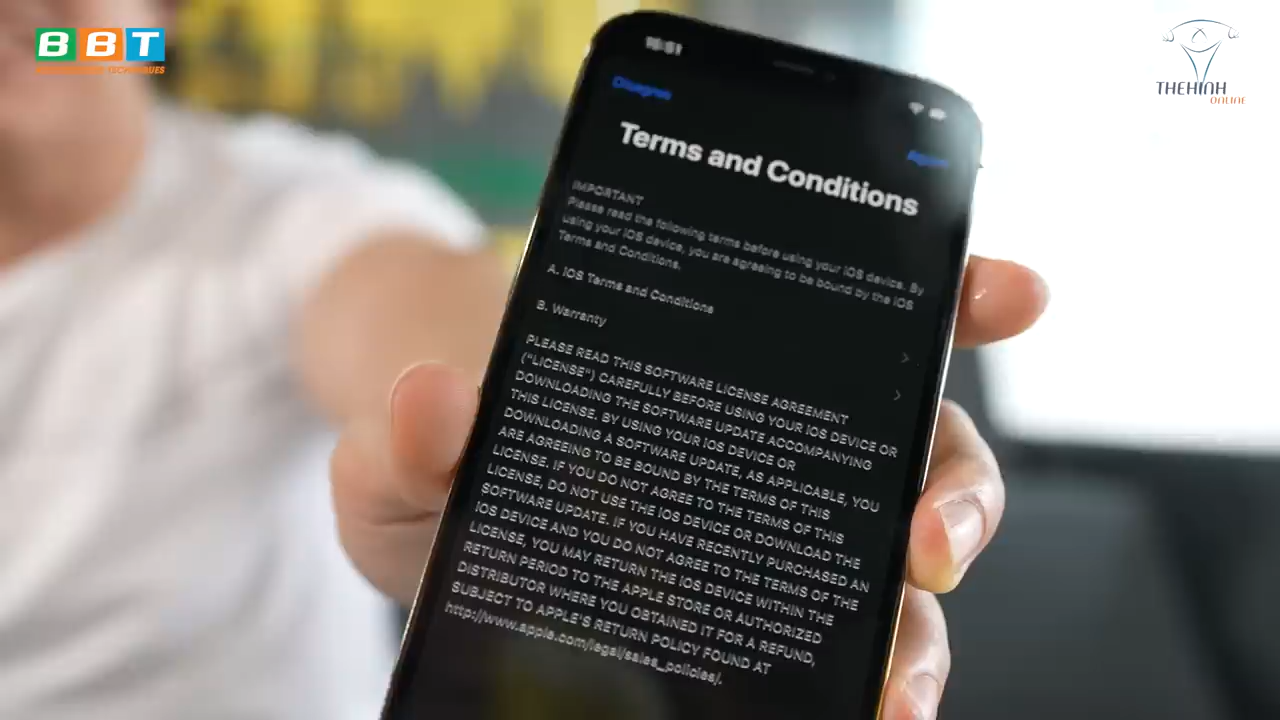 BBT
TECHNIQUES
THEHINH
ONLINE
Disagree
Agree
Terms and Conditions
IMPORTANT
Please read the following terms before using your iOS device. By
using your iOS device, you are agreeing to be bound by the iOS
Terms and Conditions.
A. iOS Terms and Conditions
B. Warranty
PLEASE READ THIS SOFTWARE LICENSE AGREEMENT
("LICENSE") CAREFULLY BEFORE USING YOUR IOS DEVICE OR
DOWNLOADING THE SOFTWARE UPDATE ACCOMPANYING
THIS LICENSE. BY USING YOUR IOS DEVICE OR
DOWNLOADING A SOFTWARE UPDATE, AS APPLICABLE, YOU
ARE AGREEING TO BE BOUND BY THE TERMS OF THIS
LICENSE. IF YOU DO NOT AGREE TO THE TERMS OF THIS
LICENSE, DO NOT USE THE IOS DEVICE OR DOWNLOAD THE
SOFTWARE UPDATE. IF YOU HAVE RECENTLY PURCHASED AN
IOS DEVICE AND YOU DO NOT AGREE TO THE TERMS OF THE
LICENSE, YOU MAY RETURN THE IOS DEVICE WITHIN THE
RETURN PERIOD TO THE APPLE STORE OR AUTHORIZED
DISTRIBUTOR WHERE YOU OBTAINED IT FOR A REFUND,
SUBJECT TO APPLE'S RETURN POLICY FOUND AT
http://www.apple.com/legal/sales_policies/.